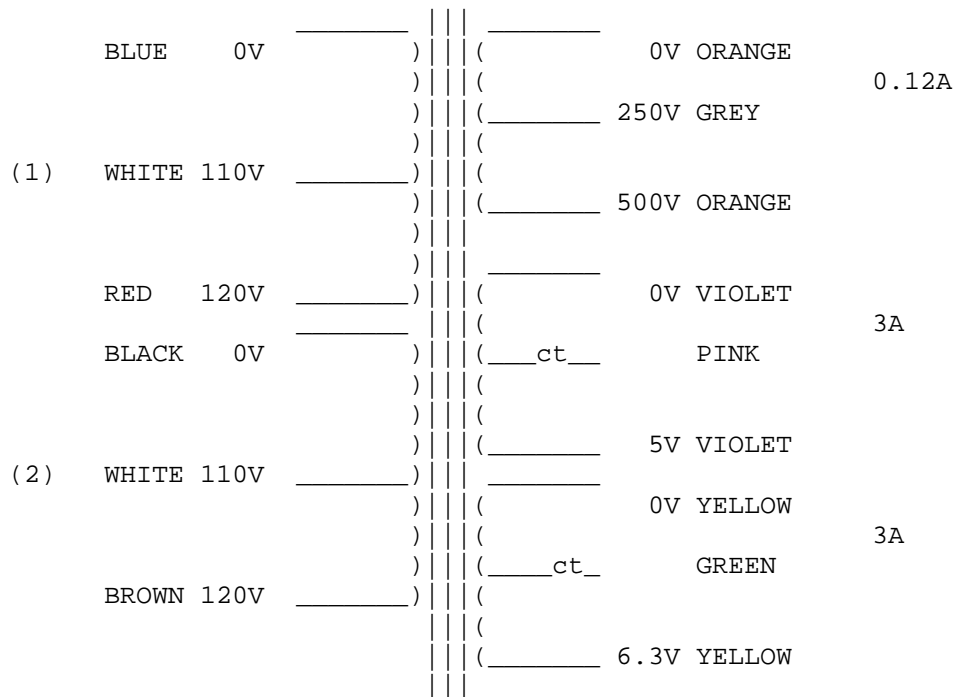 BLUE 0V 0V ORANGE
0.12A
250V GREY
(1) WHITE 110V
500V ORANGE
RED 120V 0V VIOLET
3A
BLACK 0V ct PINK
5V VIOLET
(2) WHITE 110V
0V YELLOW
3A
ct GREEN
BROWN 120V
6.3V YELLOW